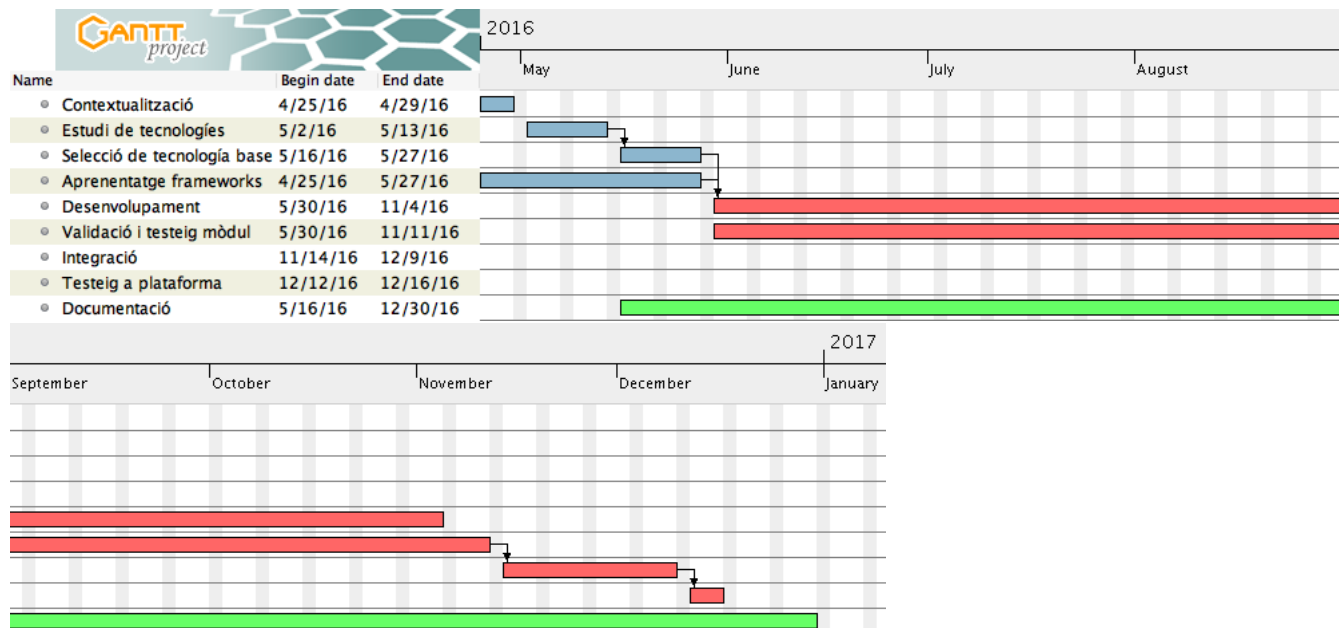 GANTT
project
2016
May June July August
Name Begin date End date
Contextualització 4/25/16 4/29/16
Estudi de tecnologíes 5/2/16 5/13/16
Selecció de tecnología base 5/16/16 5/27/16
Aprenentatge frameworks 4/25/16 5/27/16
Desenvolupament 5/30/16 11/4/16
Validació i testeig mòdul 5/30/16 11/11/16
Integració 11/14/16 12/9/16
Testeig a plataforma 12/12/16 12/16/16
Documentació 5/16/16 12/30/16
2017
September October November December January